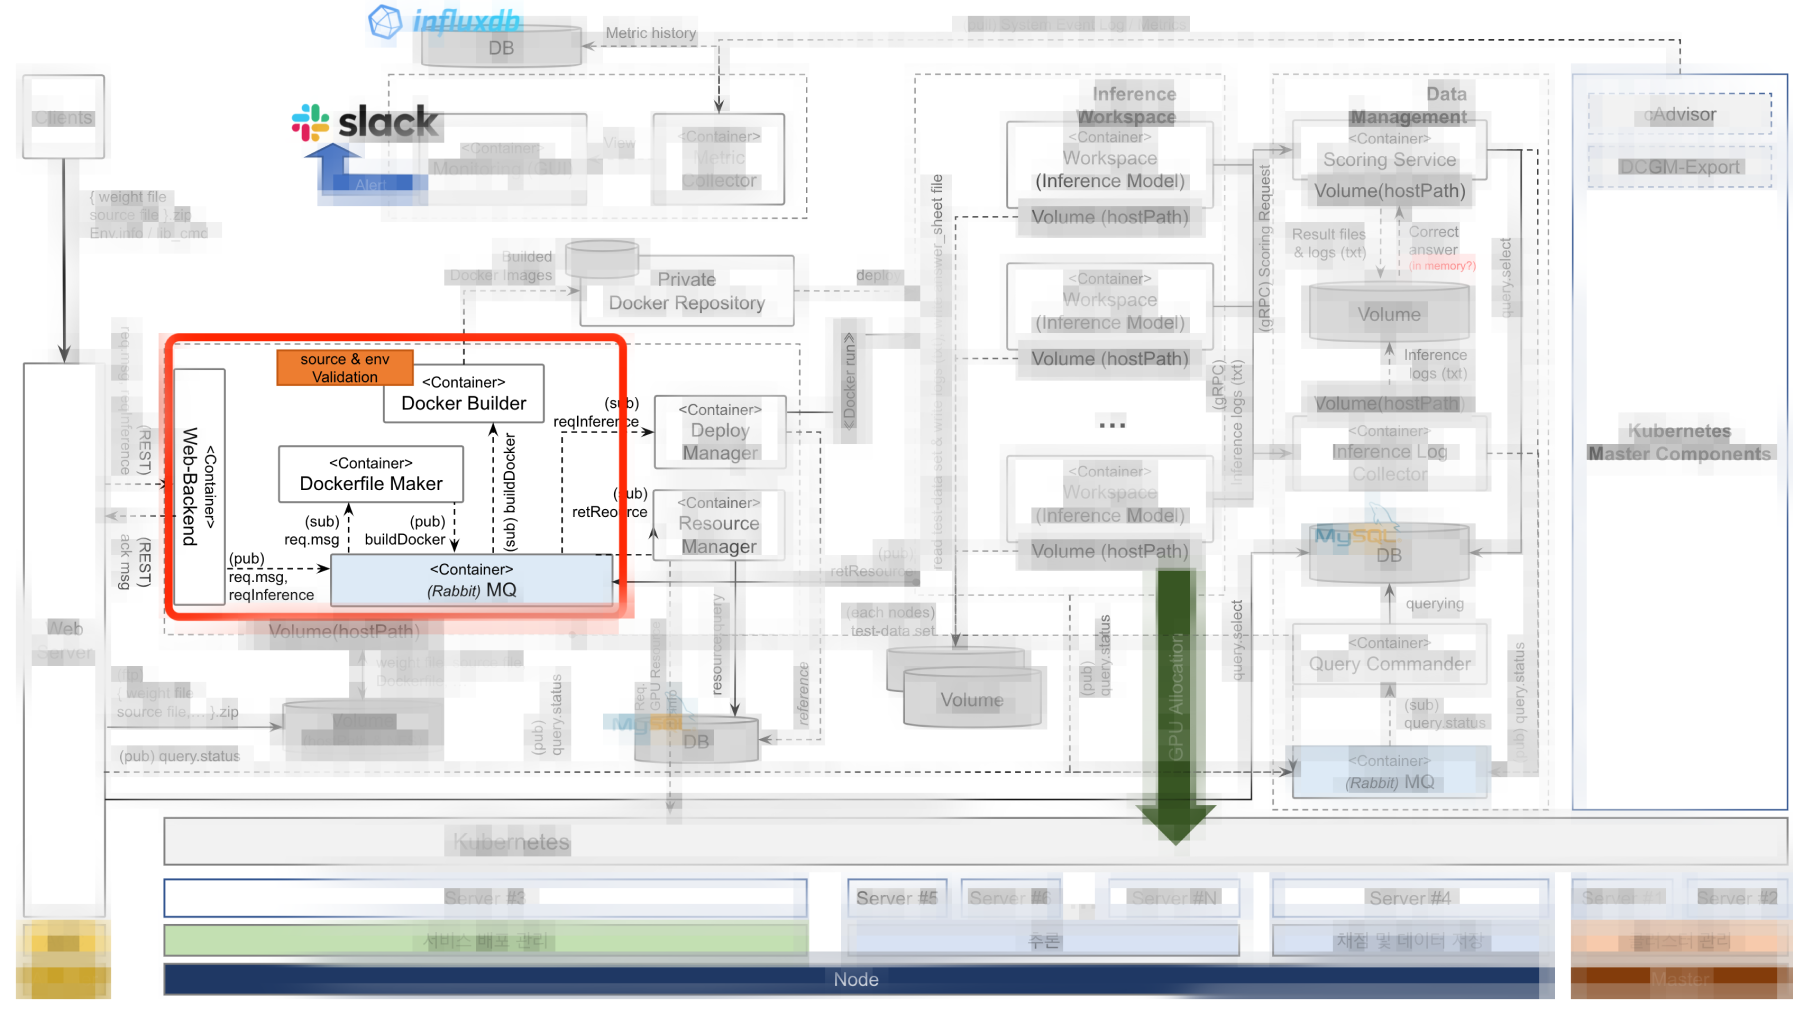 influxdb
DB
Metric history
Clients
slack
Alert
<Container>
Monitoring (GUI)
View
<Container>
Metric
Collector
{ weight file
source file }.zip
Env.info / lib_cmd
Builded
Docker Images
Private
Docker Repository
deploy
Inference
Workspace
<Container>
Workspace
(Inference Model)
Volume (hostPath)
<Container>
Workspace
(Inference Model)
Volume (hostPath)
...
<Container>
Workspace
(Inference Model)
Volume (hostPath)
(gRPC) Scoring Request
(gRPC)
Inference logs (txt)
Data
Management
<Container>
Scoring Service
Volume(hostPath)
Result files
& logs (txt)
Correct
answer
(in memory?)
query.select
Volume
Inference
logs (txt)
Volume(hostPath)
<Container>
Inference Log
Collector
MySQL
DB
querying
<Container>
Query Commander
(sub)
query.status
(pub) query.status
<Container>
(Rabbit) MQ
cAdvisor
DCGM-Export
Kubernetes
Master Components
(REST)
(REST)
ack.msg
source & env
Validation
<Container>
Docker Builder
<Container>
Web-Backend
<Container>
Dockerfile Maker
(sub)
req.msg
(pub)
buildDocker
(sub) buildDocker
(pub)
req.msg,
reqInference
<Container>
(Rabbit) MQ
(sub)
reqInference
<Container>
Deploy
Manager
<Docker run>
(sub)
retResource
<Container>
Resource
Manager
(pub)
retResource
Web
Server
Volume(hostPath)
{ weight file
source file,... }.zip
Volume
(pub) query.status
(pub)
query.status
resource.query
reference
DB
(each nodes)
test-data set
Volume
(pub)
query.status
GPU Allocation
query.select
Kubernetes
Server #3
Server #5
Server #6
...
Server #N
Server #4
Server #2
서비스 배포 관리
추론
채점 및 데이터 저장
클러스터 관리
Node
Master